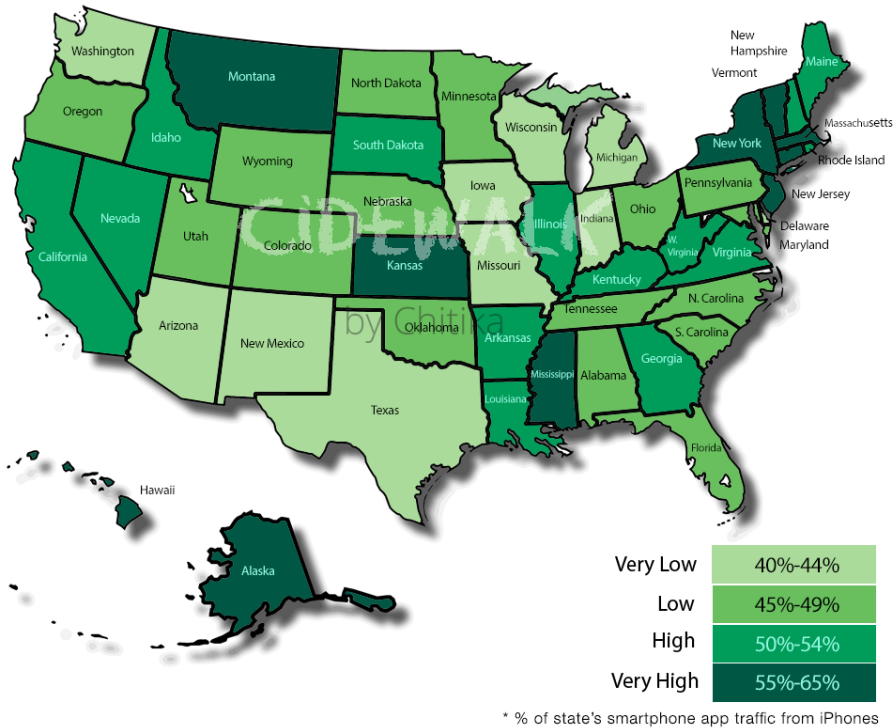 New
Hampshire
Vermont
Maine
Washington
Montana
North Dakota
Minnesota
Oregon
Idaho
South Dakota
Wisconsin
Michigan
New York
Massachusetts
Rhode Island
Wyoming
Pennsylvania
New Jersey
Iowa
Nebraska
Ohio
Indiana
Illinois
Delaware
Maryland
Nevada
Utah
Colorado
CiDEWALK
W.
Virginia
Virginia
California
Kansas
Missouri
Kentucky
N. Carolina
Tennessee
by Chitika
Oklahoma
Arizona
New Mexico
Arkansas
S. Carolina
Georgia
Mississippi
Alabama
Louisiana
Texas
Florida
Hawaii
Alaska
Very Low 40%-44%
Low 45%-49%
High 50%-54%
Very High 55%-65%
* % of state's smartphone app traffic from iPhones